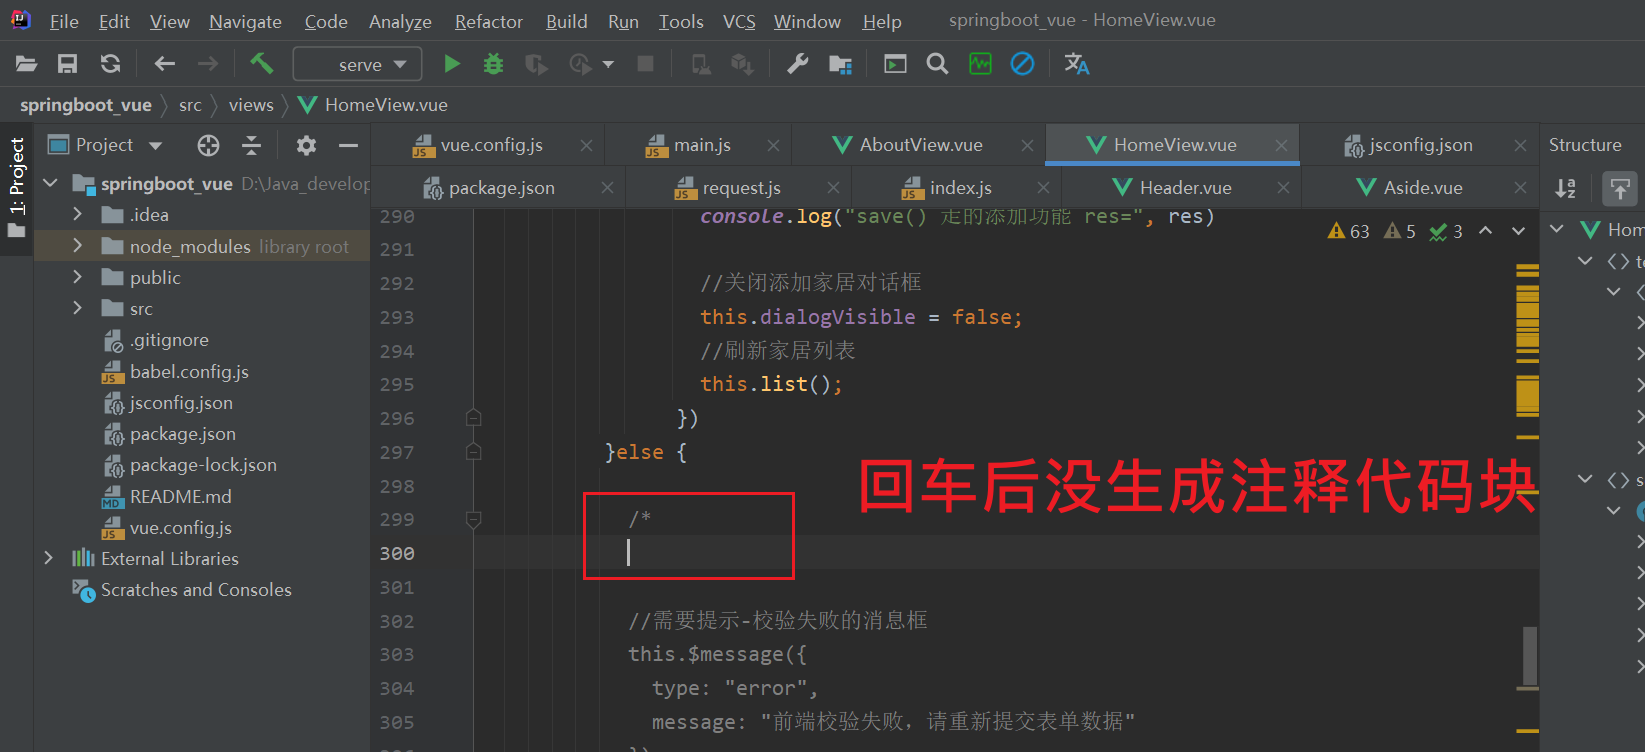 File Edit View Navigate Code Analyze Refactor Build Run Tools VCS Window Help springboot_vue - HomeView.vue
serve
springboot_vue src views HomeView.vue
1: Project
Project
springboot_vue D:\Java_develop
.idea
node_modules library root
public
src
.gitignore
babel.config.js
jsconfig.json
package.json
package-lock.json
README.md
vue.config.js
External Libraries
Scratches and Consoles
vue.config.js main.js AboutView.vue HomeView.vue jsconfig.json
package.json request.js index.js Header.vue Aside.vue
63 5 3
290 console.log("save() 走的添加功能 res=", res)
291
292 //关闭添加家居对话框
293 this.dialogVisible = false;
294 //刷新家居列表
295 this.list();
296 })
297 }else {
298
299 /*
300
301
302 //需要提示-校验失败的消息框
303 this.$message({
304 type: "error",
305 message: "前端校验失败，请重新提交表单数据"
回车后没生成注释代码块
Structure
Hom
te
s